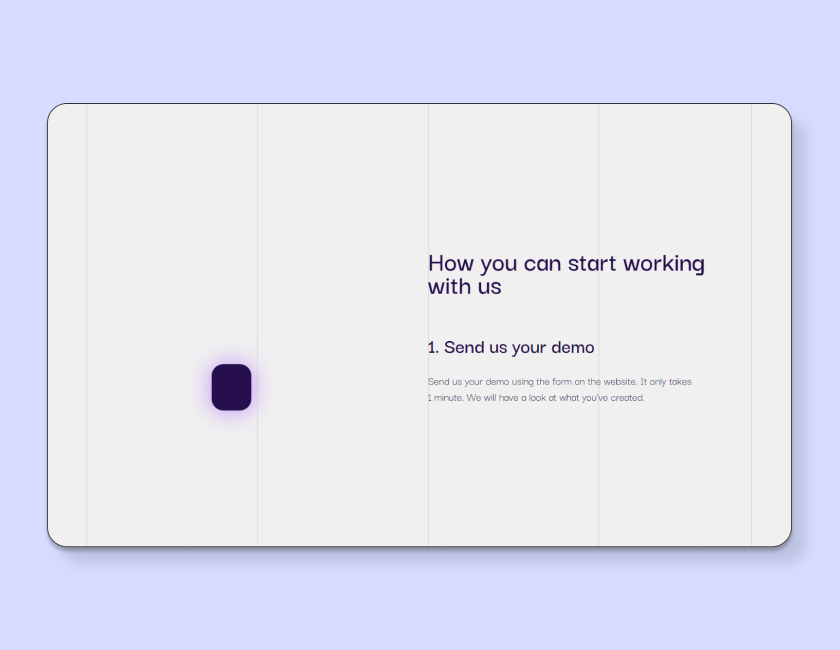 How you can start working
with us
1. Send us your demo
Send us your demo using the form on the website. It only takes
1 minute. We will have a look at what you've created.